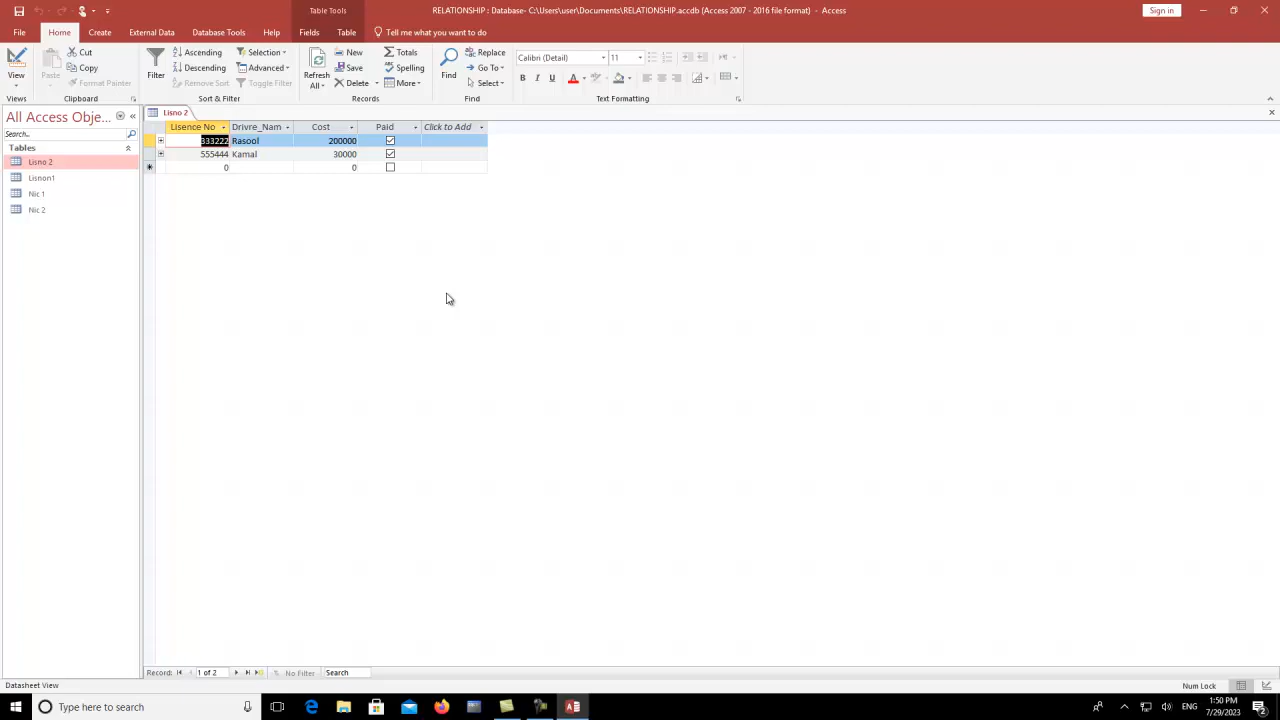 RELATIONSHIP : Database- C:\Users\user\Documents\RELATIONSHIP.accdb (Access 2007 - 2016 file format) - Access
Table Tools
Sign in
File Home Create External Data Database Tools Help Fields Table Tell me what you want to do
View
Views
Paste
Cut
Copy
Format Painter
Clipboard
Filter
Ascending
Descending
Remove Sort
Selection
Advanced
Toggle Filter
Sort & Filter
Refresh
All
New
Save
Delete
Totals
Spelling
More
Records
Find
Replace
Go To
Select
Find
Calibri (Detail) 11
B I U A
Text Formatting
All Access Obje...
Search..
Tables
Lisno 2
Lisnon1
Nic 1
Nic 2
Lisno 2
Lisence No Drivre_Nam Cost Paid Click to Add
333222 Rasool 200000
555444 Kamal 30000
0 0
Record: 1 of 2 No Filter Search
Datasheet View
Num Lock
Type here to search
1:50 PM
7/29/2023